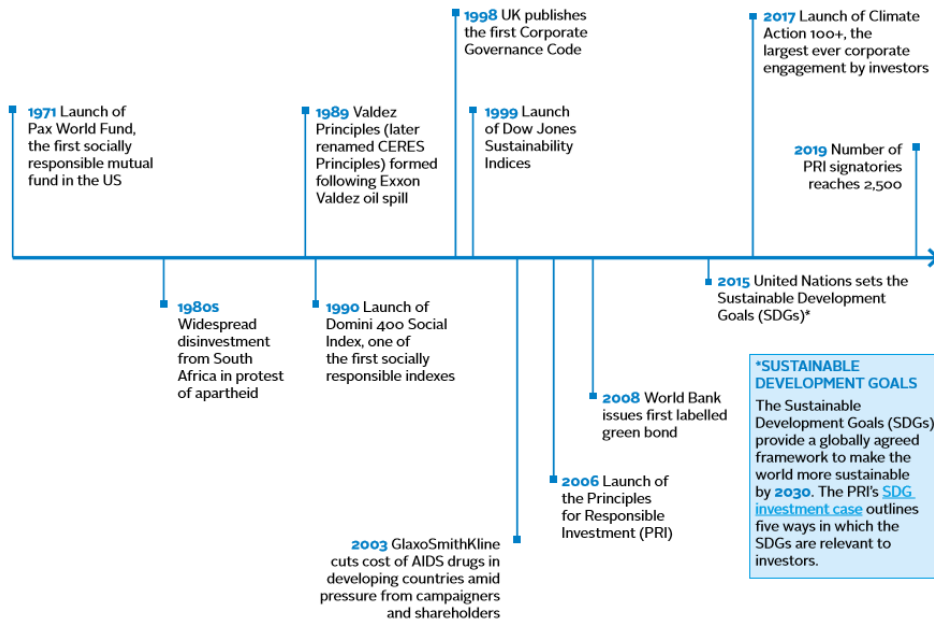 1971 Launch of
Pax World Fund,
the first socially
responsible mutual
fund in the US
1980s
Widespread
disinvestment
from South
Africa in protest
of apartheid
1989 Valdez
Principles (later
renamed CERES
Principles) formed
following Exxon
Valdez oil spill
1990 Launch of
Domini 400 Social
Index, one of
the first socially
responsible indexes
1998 UK publishes
the first Corporate
Governance Code
1999 Launch
of Dow Jones
Sustainability
Indices
2003 GlaxoSmithKline
cuts cost of AIDS drugs in
developing countries amid
pressure from campaigners
and shareholders
2006 Launch of
the Principles
for Responsible
Investment (PRI)
2008 World Bank
issues first labelled
green bond
2015 United Nations sets the
Sustainable Development
Goals (SDGs)*
2017 Launch of Climate
Action 100+, the
largest ever corporate
engagement by investors
2019 Number of
PRI signatories
reaches 2,500
*SUSTAINABLE
DEVELOPMENT GOALS
The Sustainable
Development Goals (SDGs)
provide a globally agreed
framework to make the
world more sustainable
by 2030. The PRI's SDG
investment case outlines
five ways in which the
SDGs are relevant to
investors.